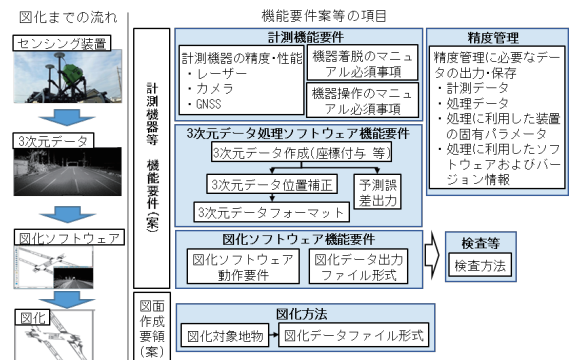 図化までの流れ
機能要件案等の項目
センシング装置
3次元データ
図化ソフトウェア
図化
計測機器等 機能要件(案)
計測機能要件
計測機器の精度・性能
・レーザー
・カメラ
・GNSS
機器着脱のマニュ
アル必須事項
機器操作のマニュ
アル必須事項
精度管理
精度管理に必要なデー
タの出力・保存
・計測データ
・処理データ
・処理に利用した装置
の固有パラメータ
・処理に利用したソフ
トウェアおよびバー
ジョン情報
3次元データ処理ソフトウェア機能要件
3次元データ作成(座標付与 等)
3次元データ位置補正
予測誤
差出力
3次元データフォーマット
図化ソフトウェア機能要件
図化ソフトウェア
動作要件
図化データ出力
ファイル形式
検査等
検査方法
図面
作成
要領
(案)
図化方法
図化対象地物
図化データファイル形式